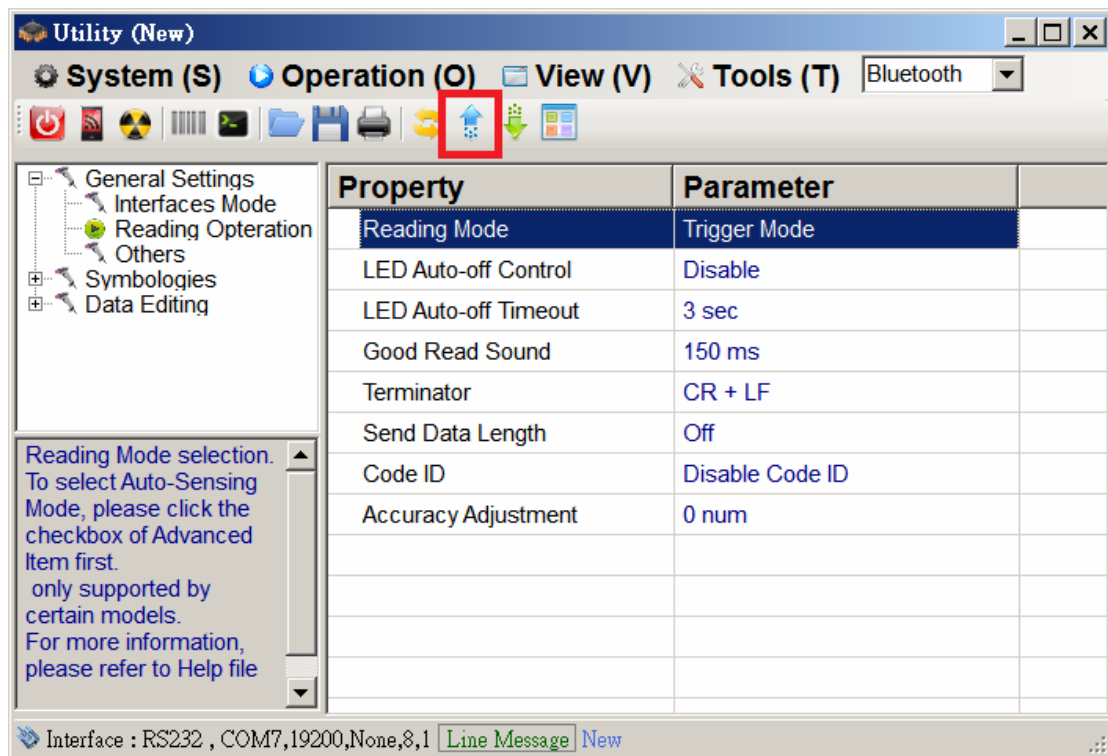 Utility (New)
System (S) Operation (O) View (V) Tools (T) Bluetooth
General Settings
Interfaces Mode
Reading Opteration
Others
Symbologies
Data Editing
Reading Mode selection.
To select Auto-Sensing
Mode, please click the
checkbox of Advanced
Item first.
only supported by
certain models.
For more information,
please refer to Help file
Property Parameter
Reading Mode Trigger Mode
LED Auto-off Control Disable
LED Auto-off Timeout 3 sec
Good Read Sound 150 ms
Terminator CR + LF
Send Data Length Off
Code ID Disable Code ID
Accuracy Adjustment 0 num
Interface : RS232 , COM7,19200,None,8,1 Line Message New